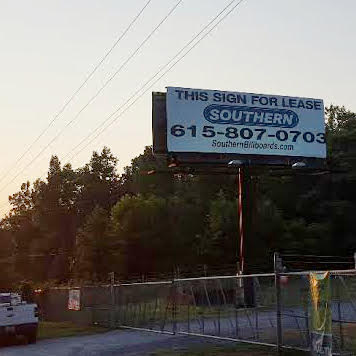 THIS SIGN FOR LEASE
SOUTHERN
615-807-0703
SouthernBillboards.com